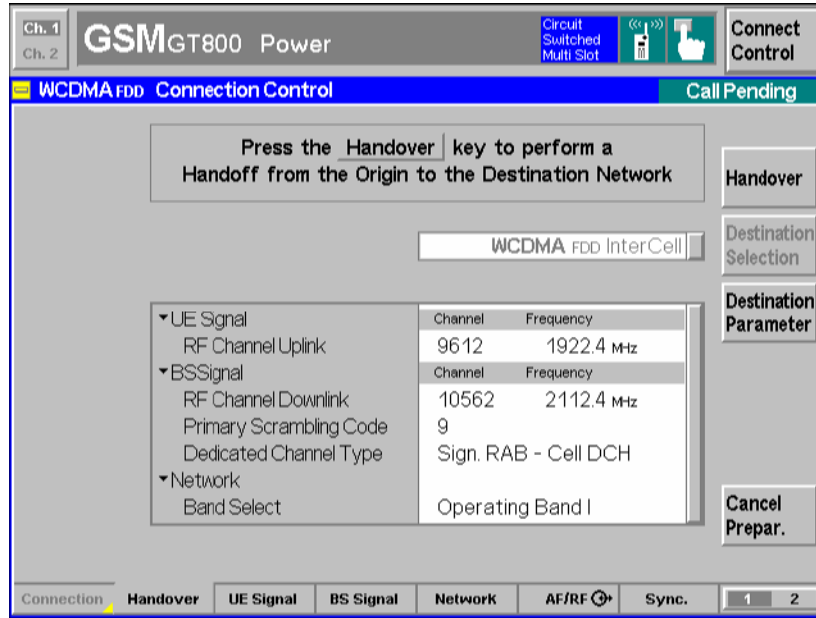 Ch. 1
Ch. 2
GSM GT800 Power
Circuit
Switched
Multi Slot
Connect
Control
WCDMA FDD Connection Control
Call Pending
Press the Handover key to perform a
Handoff from the Origin to the Destination Network
Handover
WCDMA FDD InterCell
Destination
Selection
Destination
Parameter
UE Signal Channel Frequency
RF Channel Uplink 9612 1922.4 MHz
BSSignal Channel Frequency
RF Channel Downlink 10562 2112.4 MHz
Primary Scrambling Code 9
Dedicated Channel Type Sign. RAB - Cell DCH
Network
Band Select Operating Band I
Cancel
Prepar.
Connection Handover UE Signal BS Signal Network AF/RF Sync. 1 2